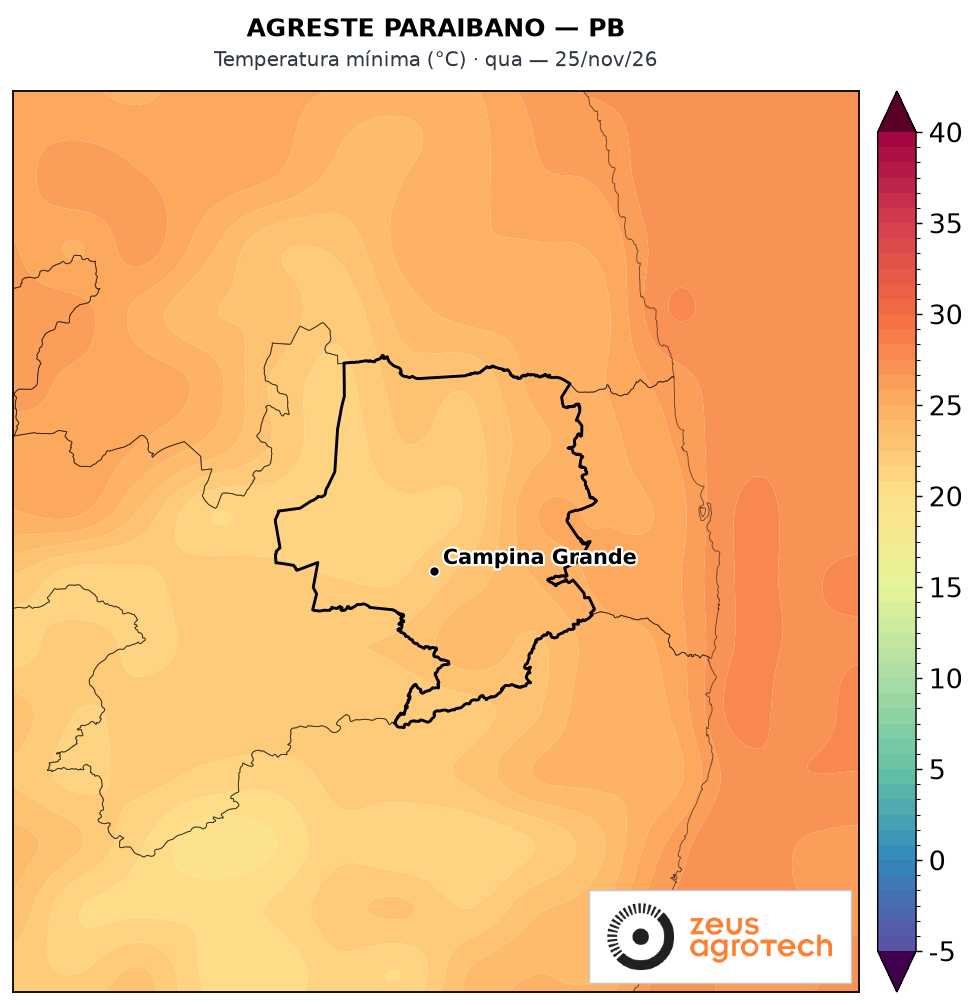 AGRESTE PARAIBANO — PB
Temperatura mínima (°C) · qua — 25/nov/26
Campina Grande
40
35
30
25
20
15
10
5
0
-5
zeus
agrotech